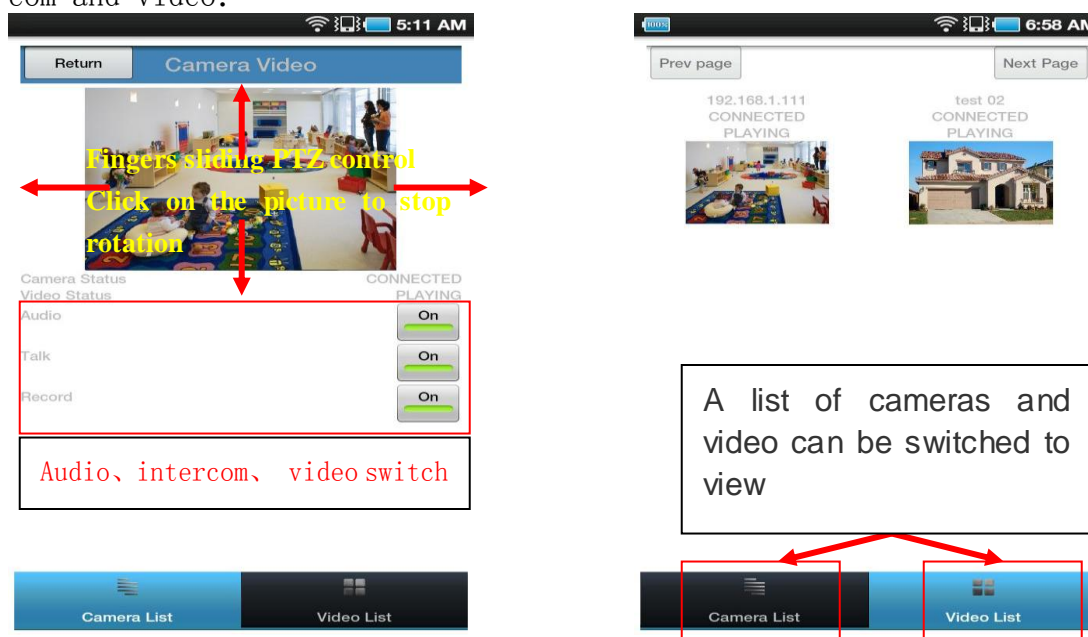 com and video.
5:11 AM
Return
Camera Video
Fingers sliding PTZ control
Click on the picture to stop
rotation
Camera Status CONNECTED
Video Status PLAYING
Audio On
Talk On
Record On
Audio、intercom、 video switch
Camera List
Video List
100%
6:58 AM
Prev page
Next Page
192.168.1.111
CONNECTED
PLAYING
test 02
CONNECTED
PLAYING
A list of cameras and
video can be switched to
view
Camera List
Video List